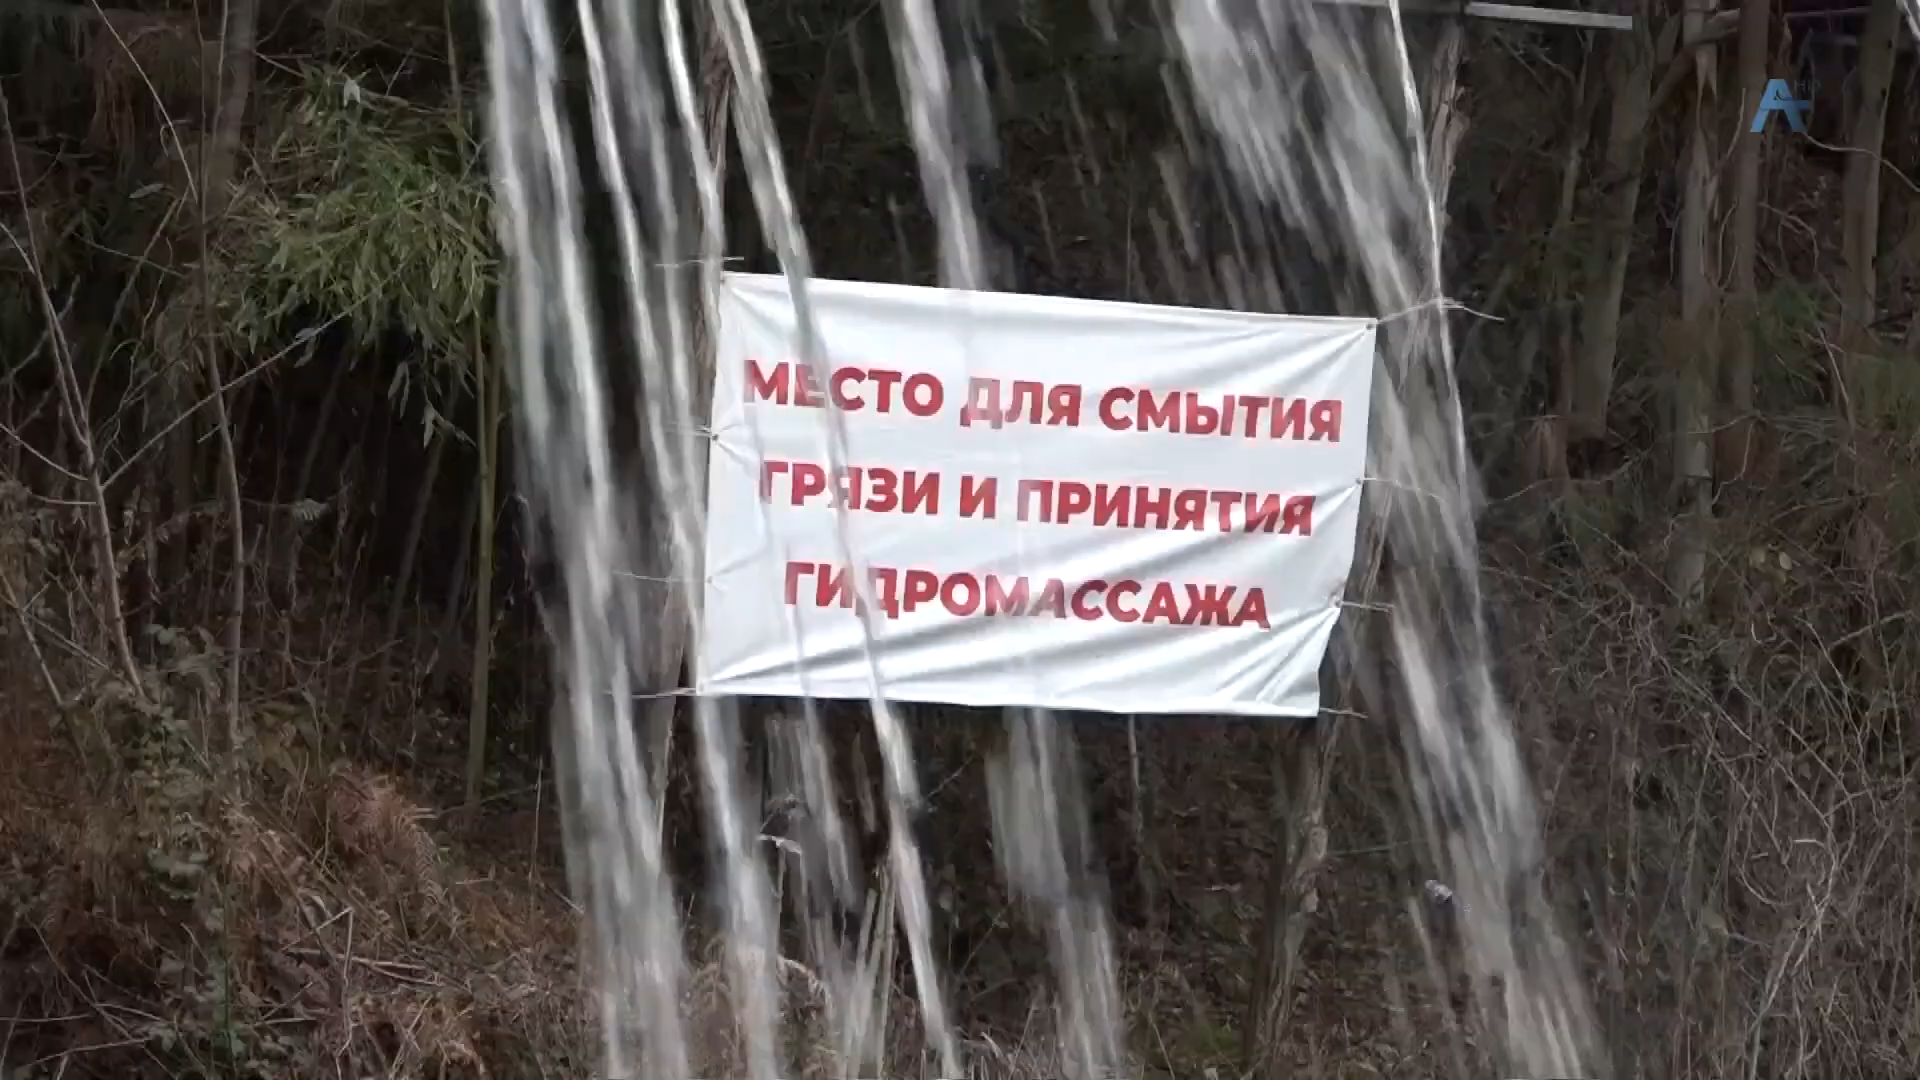 МЕСТО ДЛЯ СМЫТИЯ
ГРЯЗИ И ПРИНЯТИЯ
ГИДРОМАССАЖА